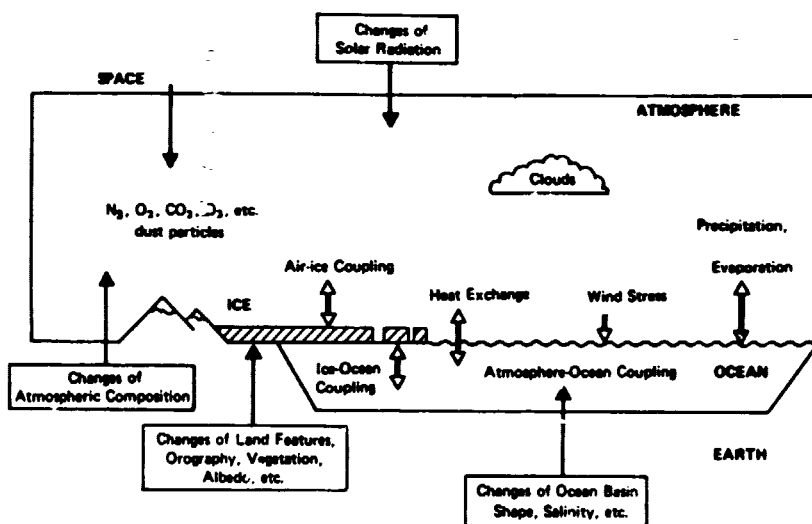 Changes of
Solar Radiation
SPACE
ATMOSPHERE
Clouds
N₂, O₂, CO₂, O₃, etc.
dust particles
Precipitation,
Air-ice Coupling
Evaporation
ICE
Heat Exchange
Wind Stress
Changes of
Atmospheric Composition
Ice-Ocean
Coupling
Atmosphere-Ocean Coupling
OCEAN
Changes of Land Features,
Orography, Vegetation,
Albedo, etc.
EARTH
Changes of Ocean Basin
Shape, Salinity, etc.